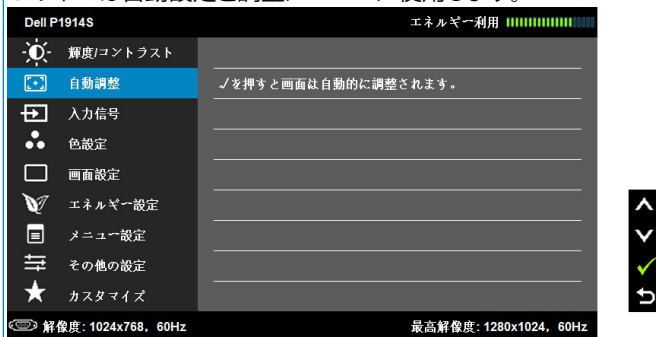 Dell P1914S
エネルギー利用
輝度/コントラスト
自動調整
✓を押すと画面は自動的に調整されます。
入力信号
色設定
画面設定
エネルギー設定
メニュー設定
その他の設定
カスタマイズ
解像度: 1024x768, 60Hz
最高解像度: 1280x1024, 60Hz